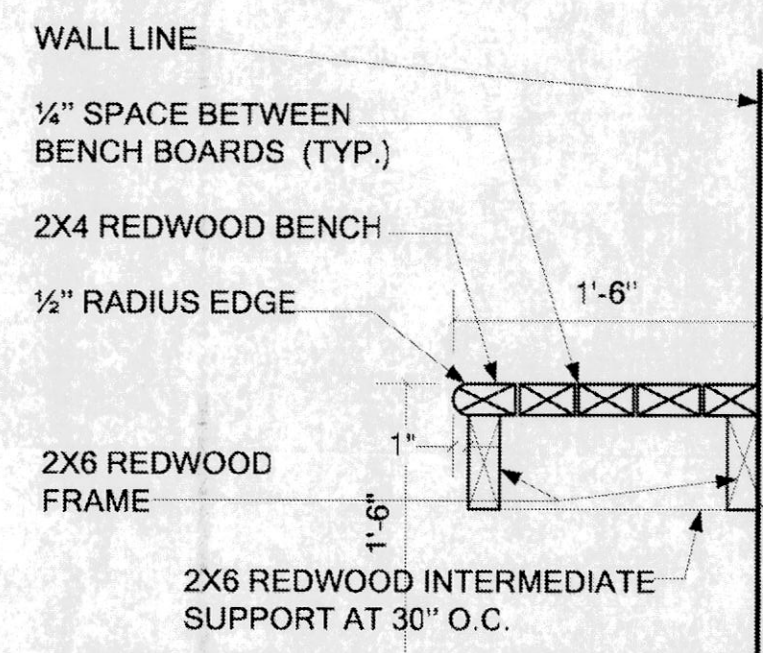 WALL LINE
¼" SPACE BETWEEN
BENCH BOARDS (TYP.)
2X4 REDWOOD BENCH
½" RADIUS EDGE
1'-6"
1"
2X6 REDWOOD
FRAME
1'-6"
2X6 REDWOOD INTERMEDIATE
SUPPORT AT 30" O.C.